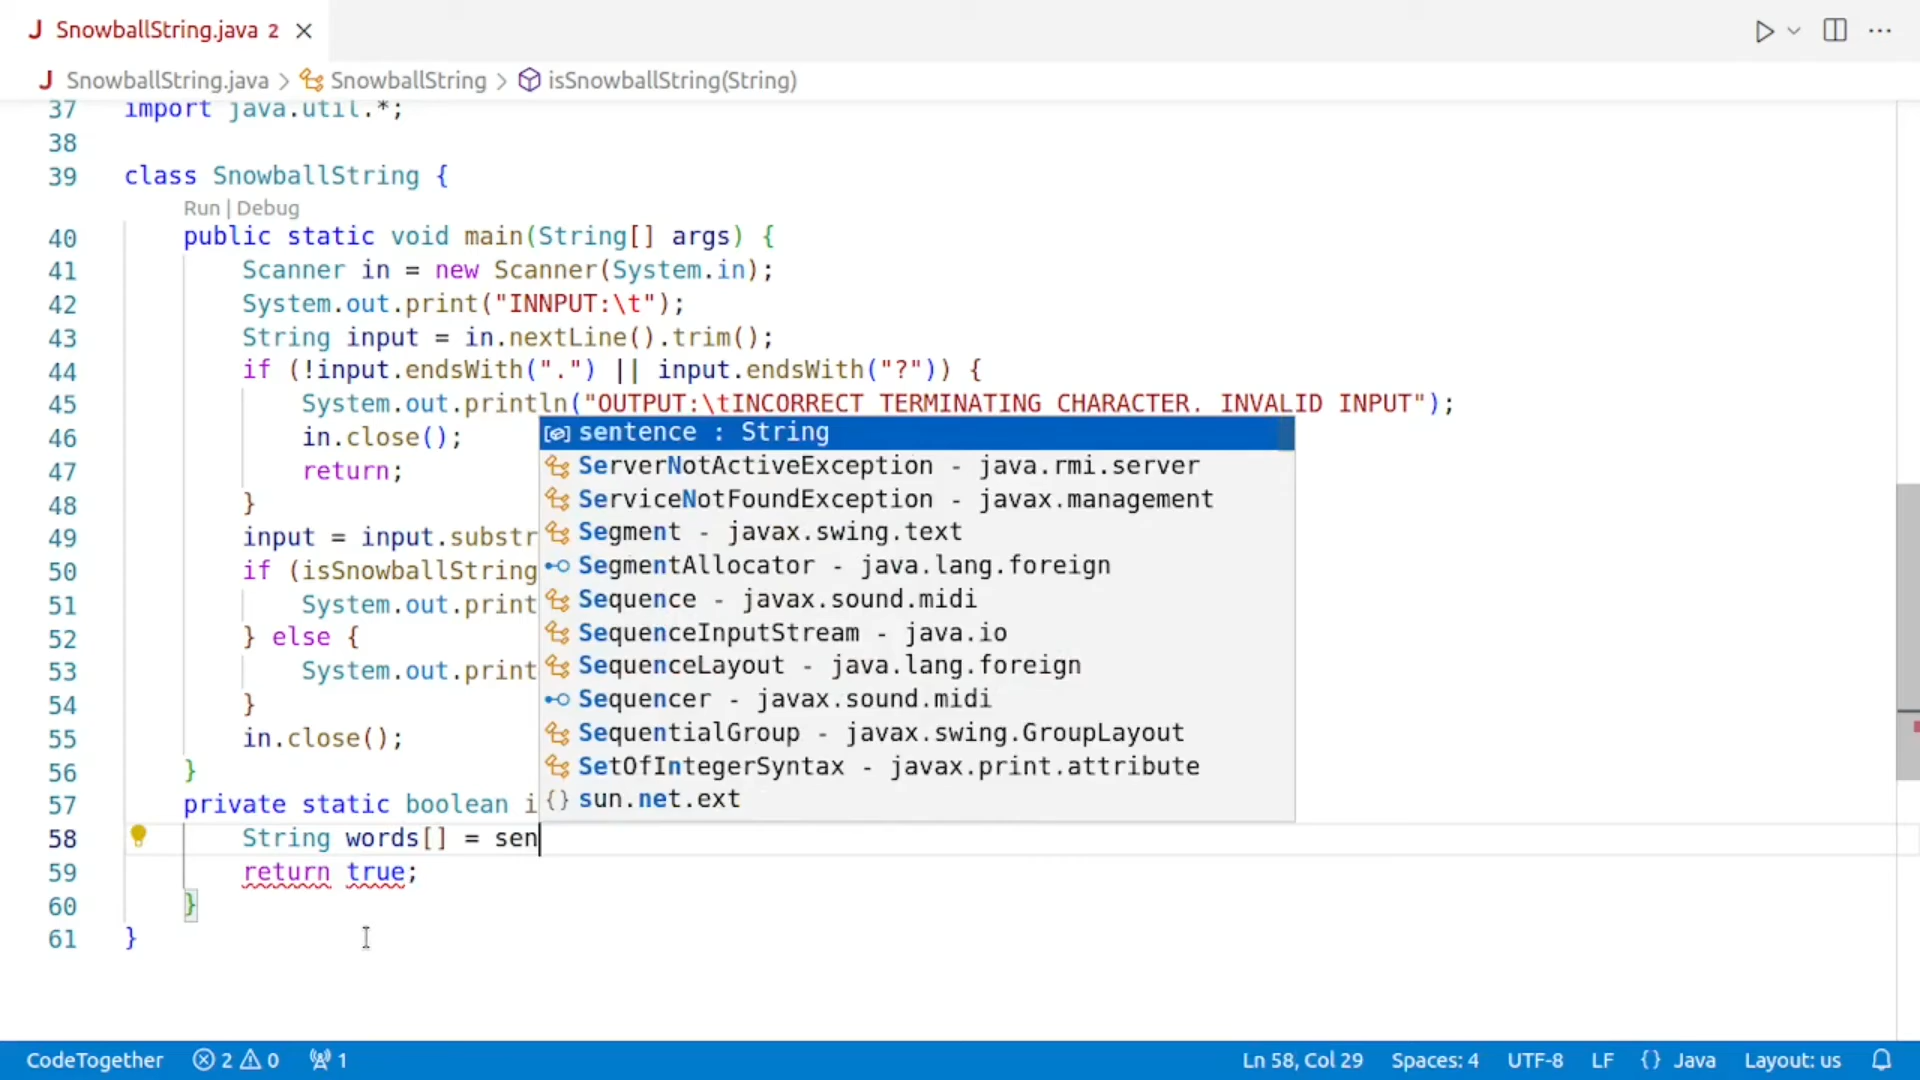 J SnowballString.java 2
J SnowballString.java > SnowballString > isSnowballString(String)
37 import java.util.*;
38
39 class SnowballString {
Run | Debug
40 public static void main(String[] args) {
41 Scanner in = new Scanner(System.in);
42 System.out.print("INNPUT:\t");
43 String input = in.nextLine().trim();
44 if (!input.endsWith(".") || input.endsWith("?")) {
45 System.out.println("OUTPUT:\tINCORRECT TERMINATING CHARACTER. INVALID INPUT");
46 in.close();
47 return;
48 }
49 input = input.substr
50 if (isSnowballString
51 System.out.print
52 } else {
53 System.out.print
54 }
55 in.close();
56 }
57 private static boolean i
58 String words[] = sen
59 return true;
60 }
61 }
sentence : String
ServerNotActiveException - java.rmi.server
ServiceNotFoundException - javax.management
Segment - javax.swing.text
SegmentAllocator - java.lang.foreign
Sequence - javax.sound.midi
SequenceInputStream - java.io
SequenceLayout - java.lang.foreign
Sequencer - javax.sound.midi
SequentialGroup - javax.swing.GroupLayout
SetOfIntegerSyntax - javax.print.attribute
{} sun.net.ext
CodeTogether 2 0 1 Ln 58, Col 29 Spaces: 4 UTF-8 LF {} Java Layout: us